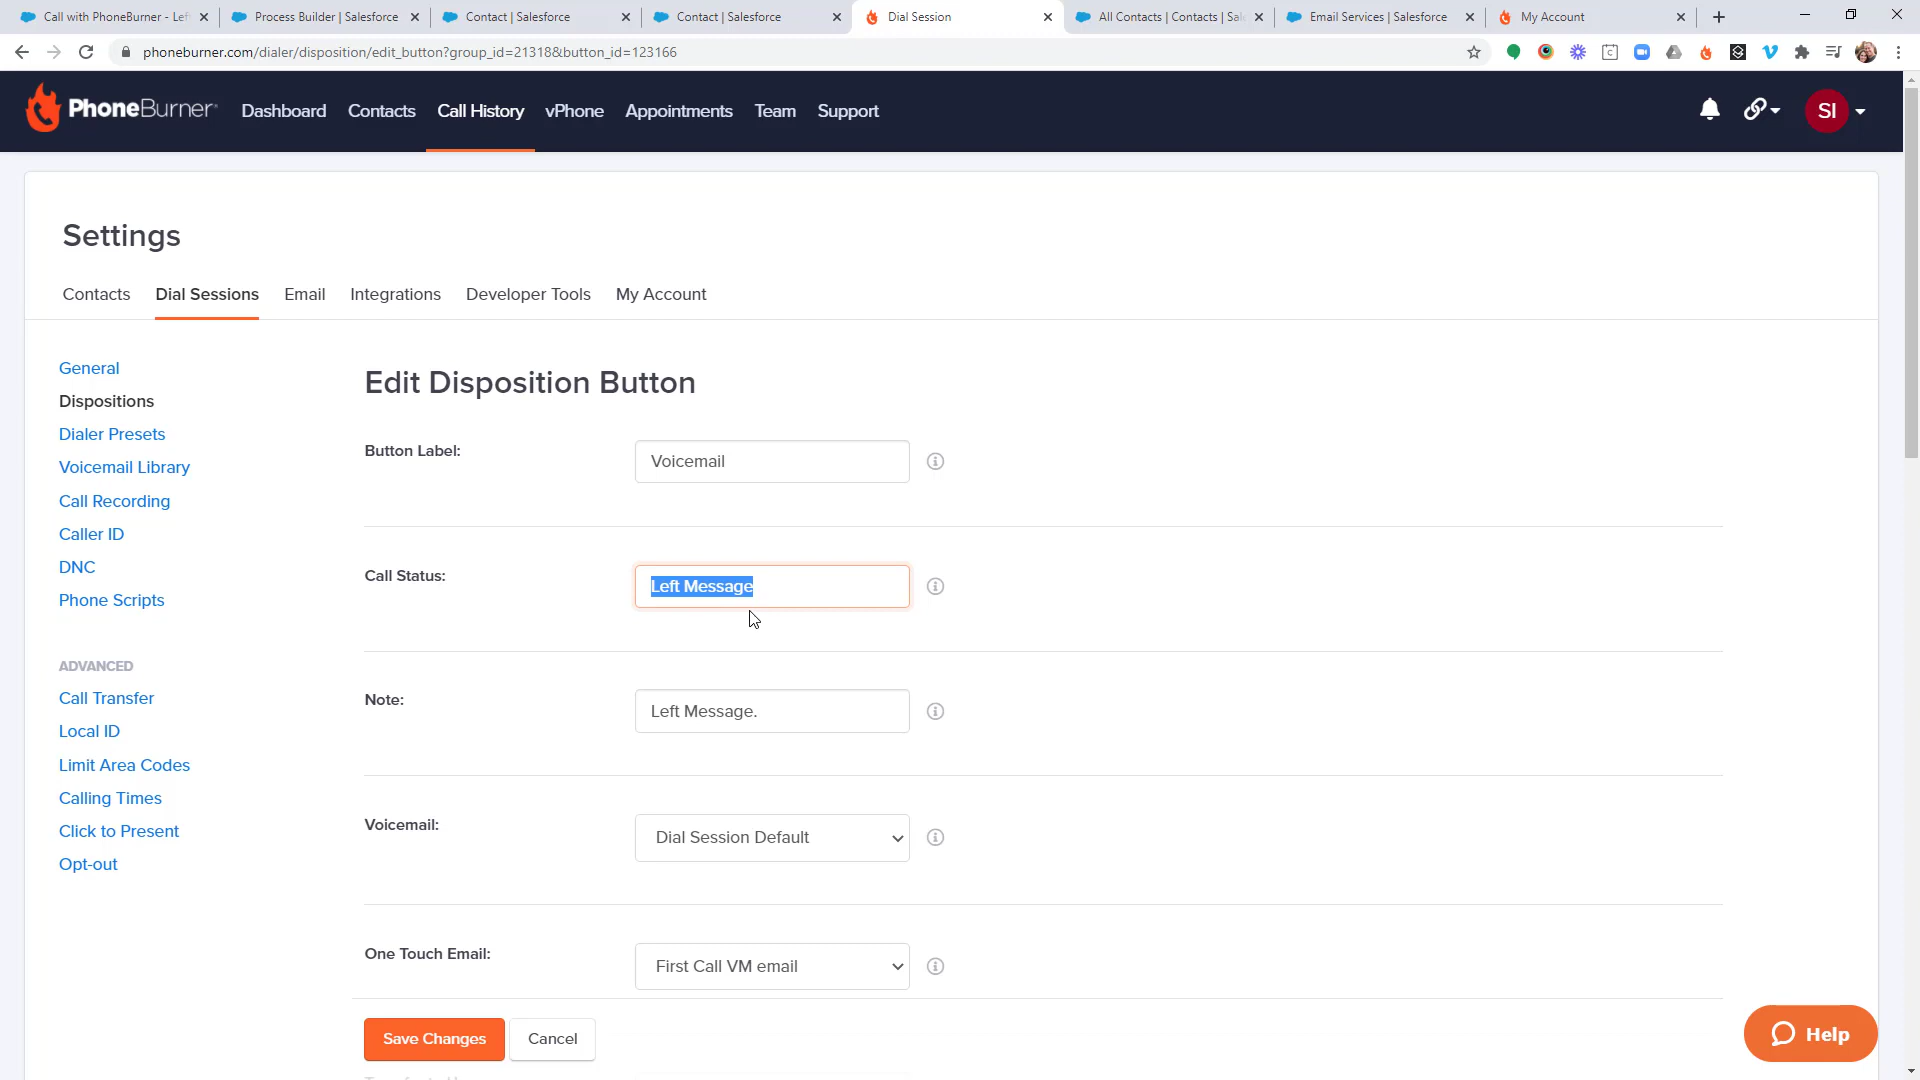 Call with PhoneBurner - Lef
Process Builder | Salesforce
Contact | Salesforce
Contact | Salesforce
Dial Session
All Contacts | Contacts | Sal
Email Services | Salesforce
My Account
phoneburner.com/dialer/disposition/edit_button?group_id=21318&button_id=123166
PhoneBurner
Dashboard
Contacts
Call History
vPhone
Appointments
Team
Support
SI
Settings
Contacts
Dial Sessions
Email
Integrations
Developer Tools
My Account
General
Dispositions
Dialer Presets
Voicemail Library
Call Recording
Caller ID
DNC
Phone Scripts
ADVANCED
Call Transfer
Local ID
Limit Area Codes
Calling Times
Click to Present
Opt-out
Edit Disposition Button
Button Label:
Voicemail
Call Status:
Left Message
Note:
Left Message.
Voicemail:
Dial Session Default
One Touch Email:
First Call VM email
Save Changes
Cancel
Help